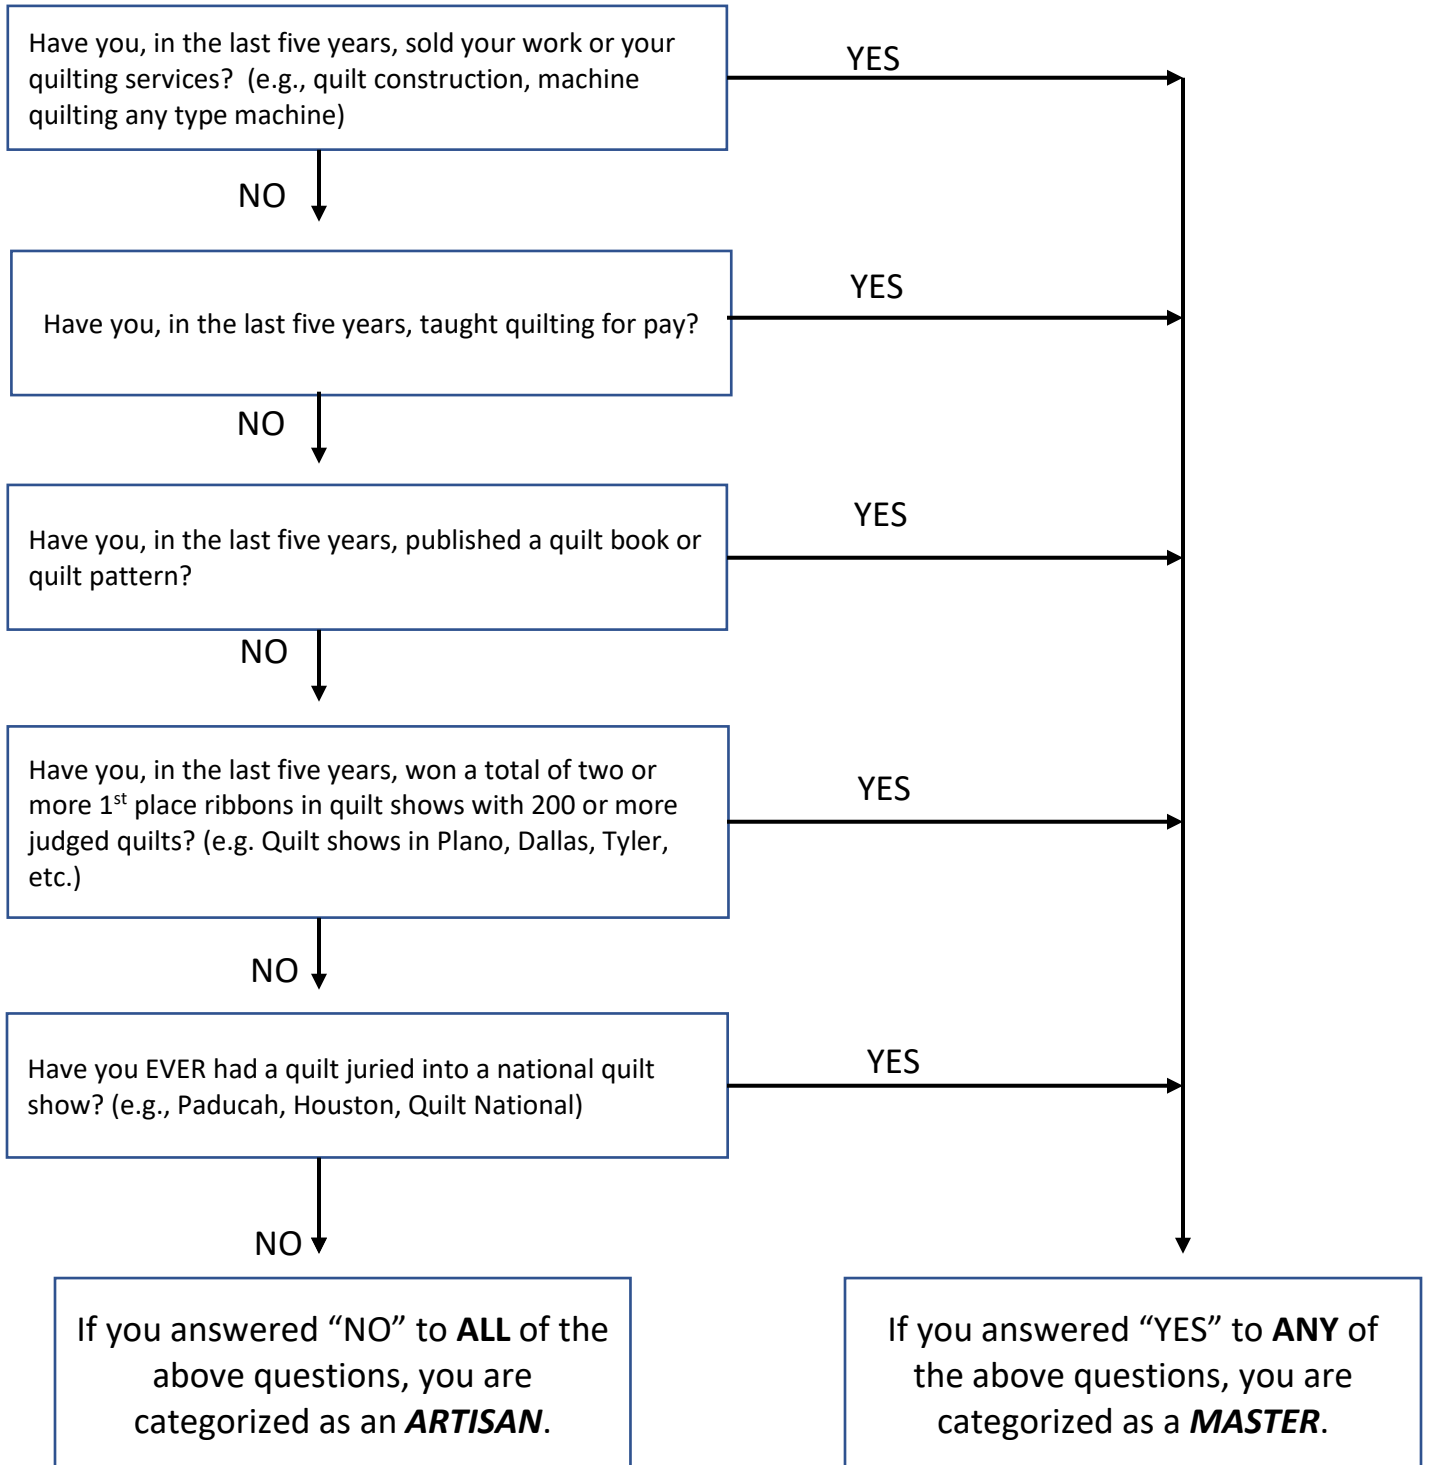 Have you, in the last five years, sold your work or your
quilting services?  (e.g., quilt construction, machine
quilting any type machine)
YES
NO
Have you, in the last five years, taught quilting for pay?
YES
NO
Have you, in the last five years, published a quilt book or
quilt pattern?
YES
NO
Have you, in the last five years, won a total of two or
more 1st place ribbons in quilt shows with 200 or more
judged quilts? (e.g. Quilt shows in Plano, Dallas, Tyler,
etc.)
YES
NO
Have you EVER had a quilt juried into a national quilt
show? (e.g., Paducah, Houston, Quilt National)
YES
NO
If you answered “NO” to ALL of the
above questions, you are
categorized as an ARTISAN.
If you answered “YES” to ANY of
the above questions, you are
categorized as a MASTER.